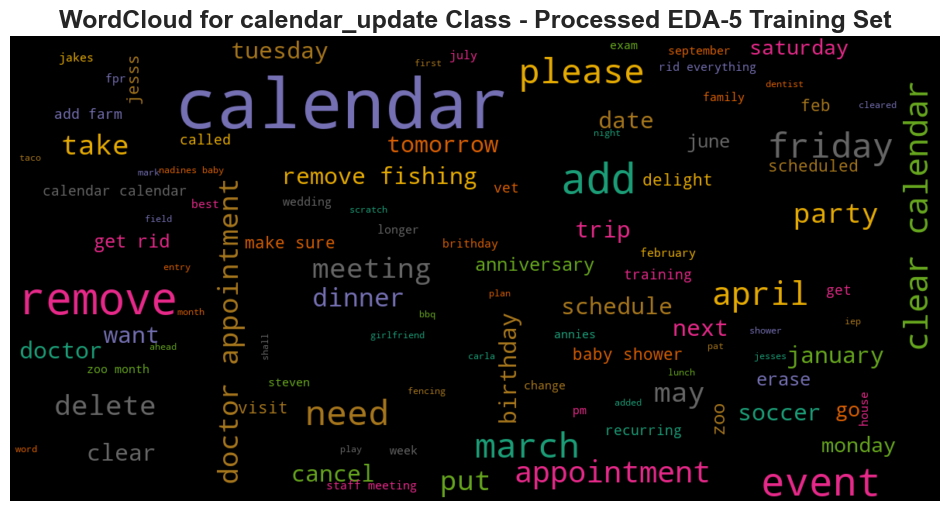 WordCloud for calendar_update Class - Processed EDA-5 Training Set
jakes
jesss
tuesday
first
july
please
exam
september
saturday
fpr
calendar
rid everything
dentist
add farm
family
feb
cleared
take
called
tomorrow
date
night
june
friday
clear calendar
taco
mark
nadines baby
remove fishing
add
delight
scheduled
calendar calendar
vet
best
wedding
scratch
party
field
get rid
doctor appointment
make sure
longer
brithday
trip
february
entry
meeting
anniversary
training
remove
month
dinner
plan
schedule
april
get
want
bbq
next
iep
doctor
ahead
shall
girlfriend
birthday
annies
shower
carla
baby shower
pat
jesses
january
zoo month
steven
lunch
erase
fencing
change
delete
visit
need
may
zoo
soccer
go
house
pm
added
recurring
word
clear
play
week
march
monday
cancel
staff meeting
put
appointment
event